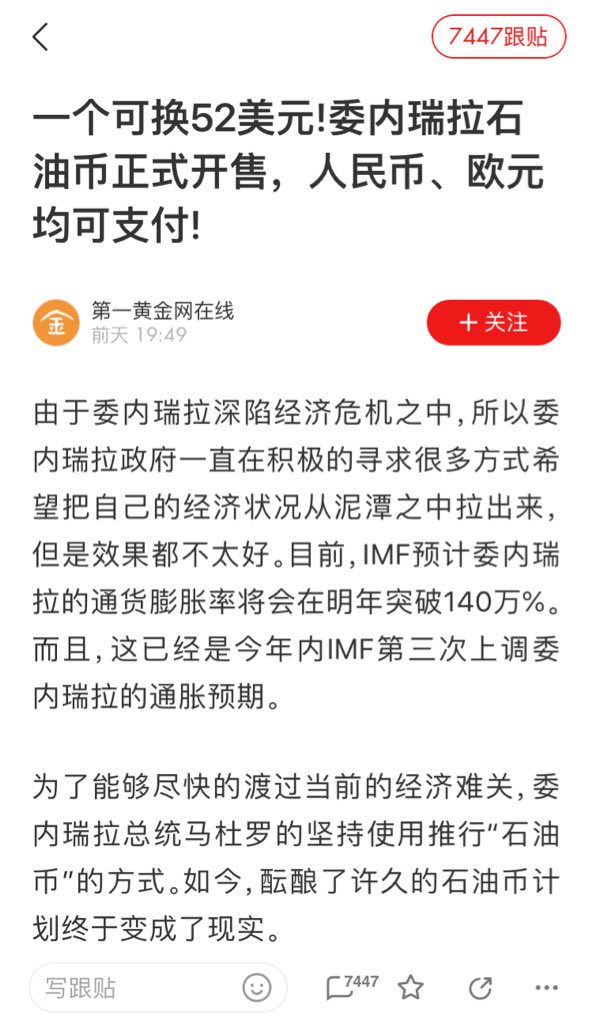 7447跟贴
一个可换52美元!委内瑞拉石
油币正式开售，人民币、欧元
均可支付!
金
第一黄金网在线
前天 19:49
+ 关注
由于委内瑞拉深陷经济危机之中,所以委
内瑞拉政府一直在积极的寻求很多方式希
望把自己的经济状况从泥潭之中拉出来,
但是效果都不太好。目前,IMF预计委内瑞
拉的通货膨胀率将会在明年突破140万%。
而且,这已经是今年内IMF第三次上调委
内瑞拉的通胀预期。
为了能够尽快的渡过当前的经济难关,委
内瑞拉总统马杜罗的坚持使用推行“石油
币”的方式。如今,酝酿了许久的石油币计
划终于变成了现实。
写跟贴
7447